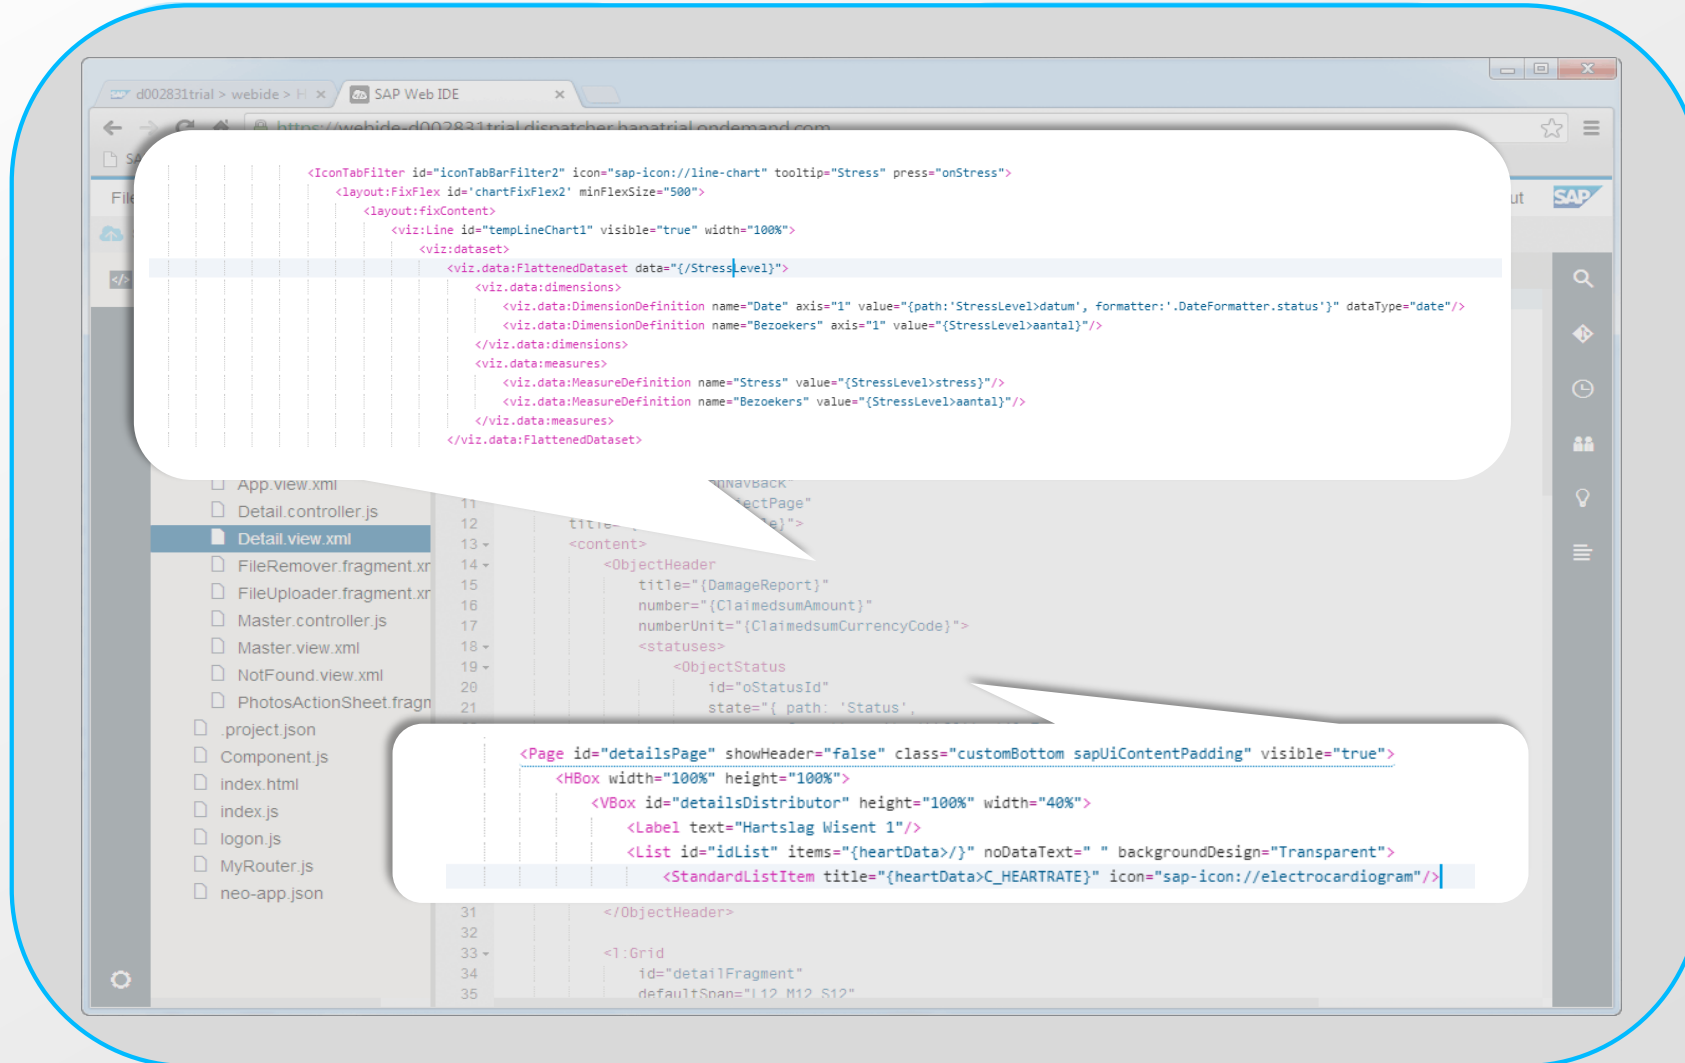 d002831trial > webide > H
SAP Web IDE
https://webide-d002831trial.dispatcher.hanatrial.ondemand.com
SA
File
ut
SAP
<IconTabFilter id="iconTabBarFilter2" icon="sap-icon://line-chart" tooltip="Stress" press="onStress">
<layout:FixFlex id='chartFixFlex2' minFlexSize="500">
<layout:fixContent>
<viz:Line id="tempLineChart1" visible="true" width="100%">
<viz:dataset>
<viz.data:FlattenedDataset data="{/StressLevel}">
<viz.data:dimensions>
<viz.data:DimensionDefinition name="Date" axis="1" value="{path:'StressLevel>datum', formatter:'.DateFormatter.status'}" dataType="date"/>
<viz.data:DimensionDefinition name="Bezoekers" axis="1" value="{StressLevel>aantal}"/>
</viz.data:dimensions>
<viz.data:measures>
<viz.data:MeasureDefinition name="Stress" value="{StressLevel>stress}"/>
<viz.data:MeasureDefinition name="Bezoekers" value="{StressLevel>aantal}"/>
</viz.data:measures>
</viz.data:FlattenedDataset>
App.view.xml
Detail.controller.js
Detail.view.xml
FileRemover.fragment.xr
FileUploader.fragment.xr
Master.controller.js
Master.view.xml
NotFound.view.xml
PhotosActionSheet.fragn
.project.json
Component.js
index.html
index.js
logon.js
MyRouter.js
neo-app.json
NavBack"
11 ectPage"
12 title="{ e}">
13 <content>
14 <ObjectHeader
15 title="{DamageReport}"
16 number="{ClaimedsumAmount}"
17 numberUnit="{ClaimedsumCurrencyCode}">
18 <statuses>
19 <ObjectStatus
20 id="oStatusId"
21 state="{ path: 'Status',
<Page id="detailsPage" showHeader="false" class="customBottom sapUiContentPadding" visible="true">
<HBox width="100%" height="100%">
<VBox id="detailsDistributor" height="100%" width="40%">
<Label text="Hartslag Wisent 1"/>
<List id="idList" items="{heartData>/}" noDataText=" " backgroundDesign="Transparent">
<StandardListItem title="{heartData>C_HEARTRATE}" icon="sap-icon://electrocardiogram"/>
31 </ObjectHeader>
32
33 <l:Grid
34 id="detailFragment"
35 defaultSpan="L12 M12 S12"